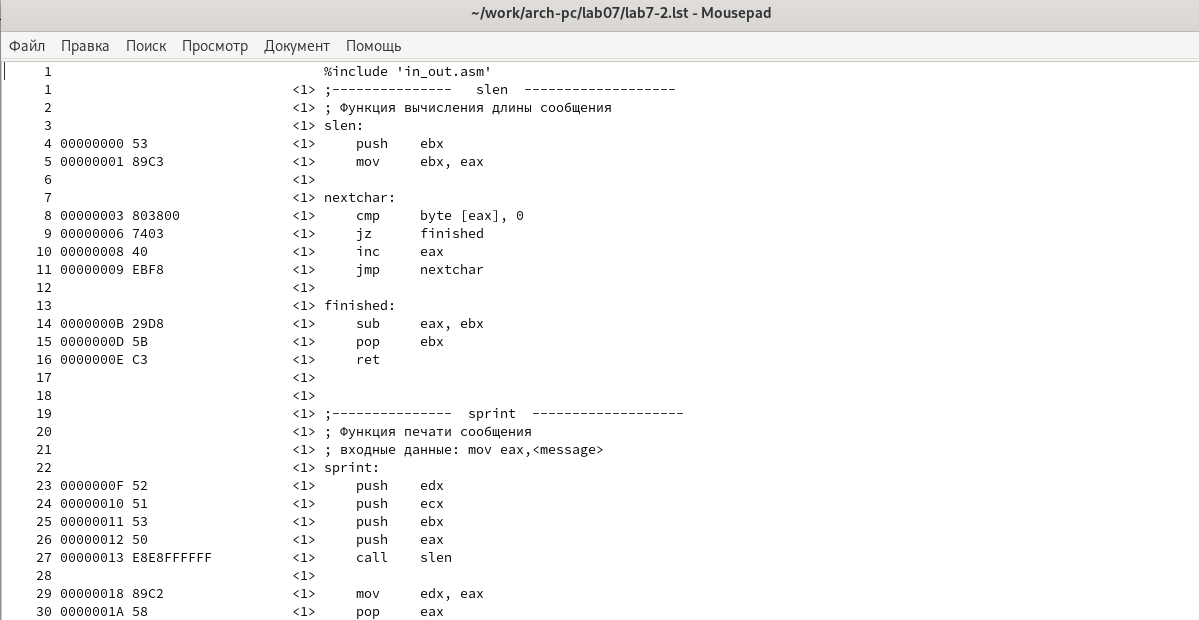 ~/work/arch-pc/lab07/lab7-2.lst - Mousepad
Файл Правка Поиск Просмотр Документ Помощь
1 %include 'in_out.asm'
1 <1> ;--------------- slen -------------------
2 <1> ; Функция вычисления длины сообщения
3 <1> slen:
4 00000000 53 <1> push ebx
5 00000001 89C3 <1> mov ebx, eax
6 <1>
7 <1> nextchar:
8 00000003 803800 <1> cmp byte [eax], 0
9 00000006 7403 <1> jz finished
10 00000008 40 <1> inc eax
11 00000009 EBF8 <1> jmp nextchar
12 <1>
13 <1> finished:
14 0000000B 29D8 <1> sub eax, ebx
15 0000000D 5B <1> pop ebx
16 0000000E C3 <1> ret
17 <1>
18 <1>
19 <1> ;--------------- sprint -------------------
20 <1> ; Функция печати сообщения
21 <1> ; входные данные: mov eax,<message>
22 <1> sprint:
23 0000000F 52 <1> push edx
24 00000010 51 <1> push ecx
25 00000011 53 <1> push ebx
26 00000012 50 <1> push eax
27 00000013 E8E8FFFFFF <1> call slen
28 <1>
29 00000018 89C2 <1> mov edx, eax
30 0000001A 58 <1> pop eax